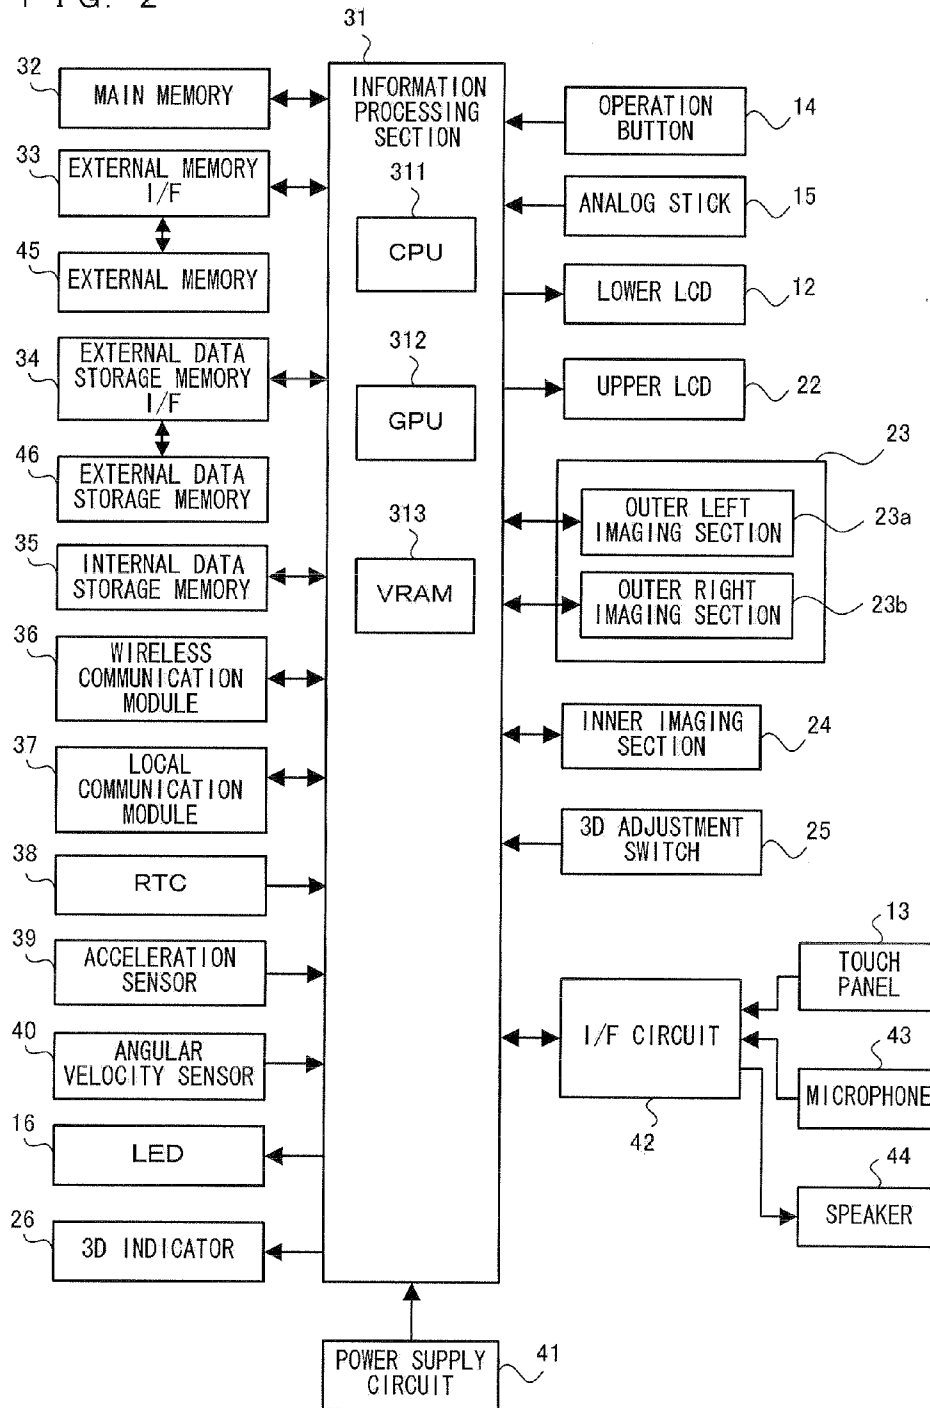 FIG. 2
31
INFORMATION
PROCESSING
SECTION
311
CPU
312
GPU
313
VRAM
32
MAIN MEMORY
33
EXTERNAL MEMORY
I/F
45
EXTERNAL MEMORY
34
EXTERNAL DATA
STORAGE MEMORY
I/F
46
EXTERNAL DATA
STORAGE MEMORY
35
INTERNAL DATA
STORAGE MEMORY
36
WIRELESS
COMMUNICATION
MODULE
37
LOCAL
COMMUNICATION
MODULE
38
RTC
39
ACCELERATION
SENSOR
40
ANGULAR
VELOCITY SENSOR
16
LED
26
3D INDICATOR
OPERATION
BUTTON
14
ANALOG STICK
15
LOWER LCD
12
UPPER LCD
22
23
OUTER LEFT
IMAGING SECTION
23a
OUTER RIGHT
IMAGING SECTION
23b
INNER IMAGING
SECTION
24
3D ADJUSTMENT
SWITCH
25
13
TOUCH
PANEL
I/F CIRCUIT
42
43
MICROPHONE
44
SPEAKER
POWER SUPPLY
CIRCUIT
41